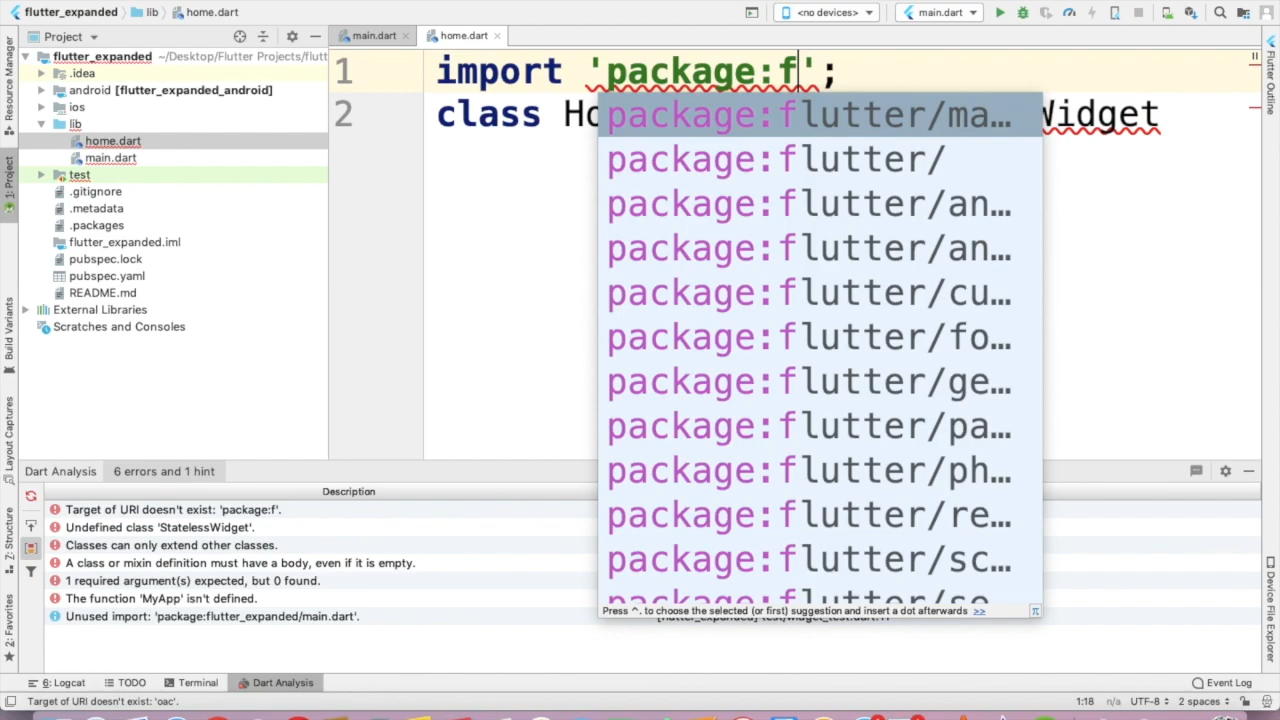 flutter_expanded
lib
home.dart
<no devices>
main.dart
Project
main.dart
home.dart
flutter_expanded ~/Desktop/Flutter Projects/flutt
.idea
android [flutter_expanded_android]
ios
lib
home.dart
main.dart
test
.gitignore
.metadata
.packages
flutter_expanded.iml
pubspec.lock
pubspec.yaml
README.md
External Libraries
Scratches and Consoles
Resource Manager
1: Project
Build Variants
Layout Captures
Z: Structure
2: Favorites
Flutter Outline
Device File Explorer
1 import 'package:f';
2 class Ho Widget
package:flutter/ma…
package:flutter/
package:flutter/an…
package:flutter/an…
package:flutter/cu…
package:flutter/fo…
package:flutter/ge…
package:flutter/pa…
package:flutter/ph…
package:flutter/re…
package:flutter/sc…
package:flutter/se
Press ^. to choose the selected (or first) suggestion and insert a dot afterwards >>
π
Dart Analysis
6 errors and 1 hint
Description
Target of URI doesn't exist: 'package:f'.
Undefined class 'StatelessWidget'.
Classes can only extend other classes.
A class or mixin definition must have a body, even if it is empty.
1 required argument(s) expected, but 0 found.
The function 'MyApp' isn't defined.
Unused import: 'package:flutter_expanded/main.dart'.
[flutter_expanded] test/widget_test.dart:11
6: Logcat
TODO
Terminal
Dart Analysis
Event Log
Target of URI doesn't exist: 'oac'.
1:18
n/a
UTF-8
2 spaces